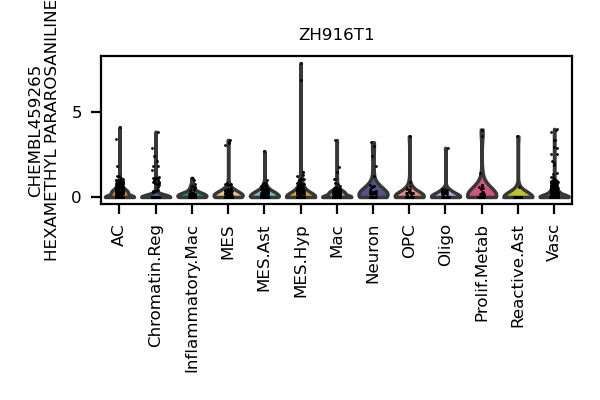 ZH916T1
CHEMBL459265
HEXAMETHYL PARAROSANILINE
5
0
AC
Chromatin.Reg
Inflammatory.Mac
MES
MES.Ast
MES.Hyp
Mac
Neuron
OPC
Oligo
Prolif.Metab
Reactive.Ast
Vasc